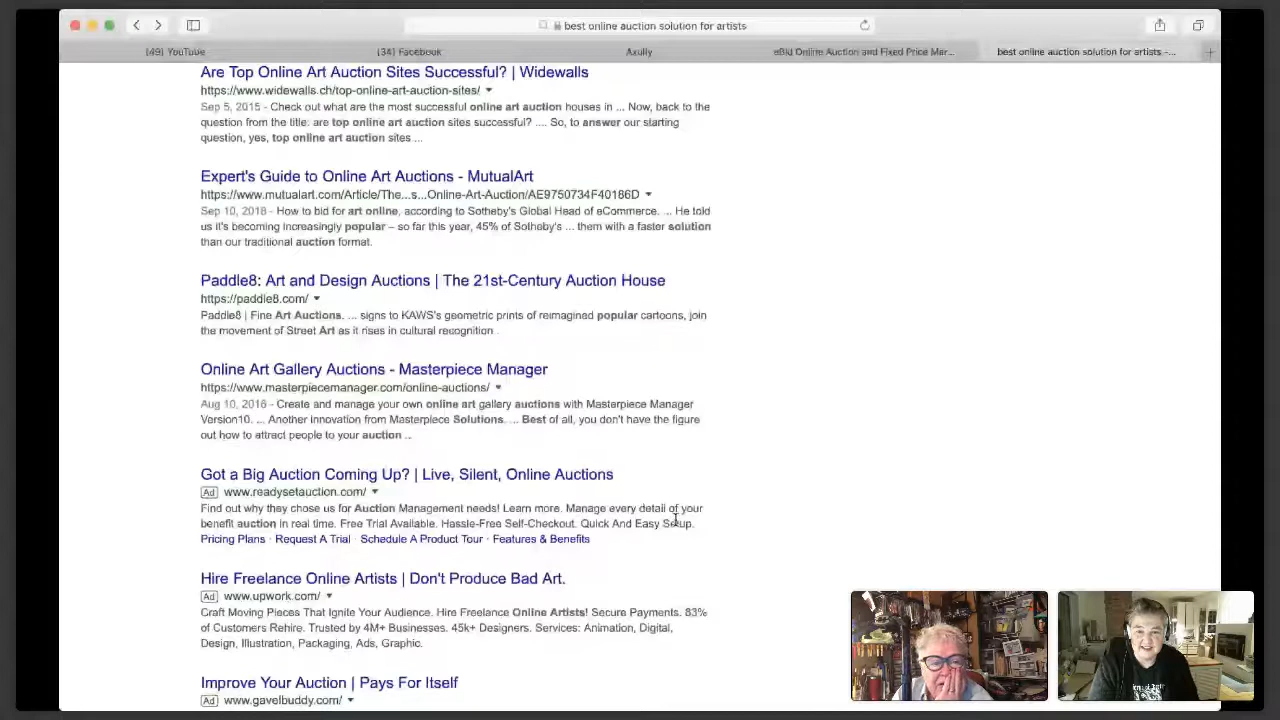 best online auction solution for artists
(49) YouTube
(34) Facebook
Axully
eBid Online Auction and Fixed Price Mar...
best online auction solution for artists -...
Are Top Online Art Auction Sites Successful? | Widewalls
https://www.widewalls.ch/top-online-art-auction-sites/
Sep 5, 2015 - Check out what are the most successful online art auction houses in ... Now, back to the
question from the title: are top online art auction sites successful? .... So, to answer our starting
question, yes, top online art auction sites ...
Expert's Guide to Online Art Auctions - MutualArt
https://www.mutualart.com/Article/The...s...Online-Art-Auction/AE9750734F40186D
Sep 10, 2018 - How to bid for art online, according to Sotheby's Global Head of eCommerce. ... He told
us it's becoming increasingly popular – so far this year, 45% of Sotheby's ... them with a faster solution
than our traditional auction format.
Paddle8: Art and Design Auctions | The 21st-Century Auction House
https://paddle8.com/
Paddle8 | Fine Art Auctions. ... signs to KAWS's geometric prints of reimagined popular cartoons, join
the movement of Street Art as it rises in cultural recognition .
Online Art Gallery Auctions - Masterpiece Manager
https://www.masterpiecemanager.com/online-auctions/
Aug 10, 2016 - Create and manage your own online art gallery auctions with Masterpiece Manager
Version10. ... Another innovation from Masterpiece Solutions. ... Best of all, you don't have the figure
out how to attract people to your auction ...
Got a Big Auction Coming Up? | Live, Silent, Online Auctions
Ad www.readysetauction.com/
Find out why they chose us for Auction Management needs! Learn more. Manage every detail of your
benefit auction in real time. Free Trial Available. Hassle-Free Self-Checkout. Quick And Easy Setup.
Pricing Plans · Request A Trial · Schedule A Product Tour · Features & Benefits
Hire Freelance Online Artists | Don't Produce Bad Art.
Ad www.upwork.com/
Craft Moving Pieces That Ignite Your Audience. Hire Freelance Online Artists! Secure Payments. 83%
of Customers Rehire. Trusted by 4M+ Businesses. 45k+ Designers. Services: Animation, Digital,
Design, Illustration, Packaging, Ads, Graphic.
Improve Your Auction | Pays For Itself
Ad www.gavelbuddy.com/